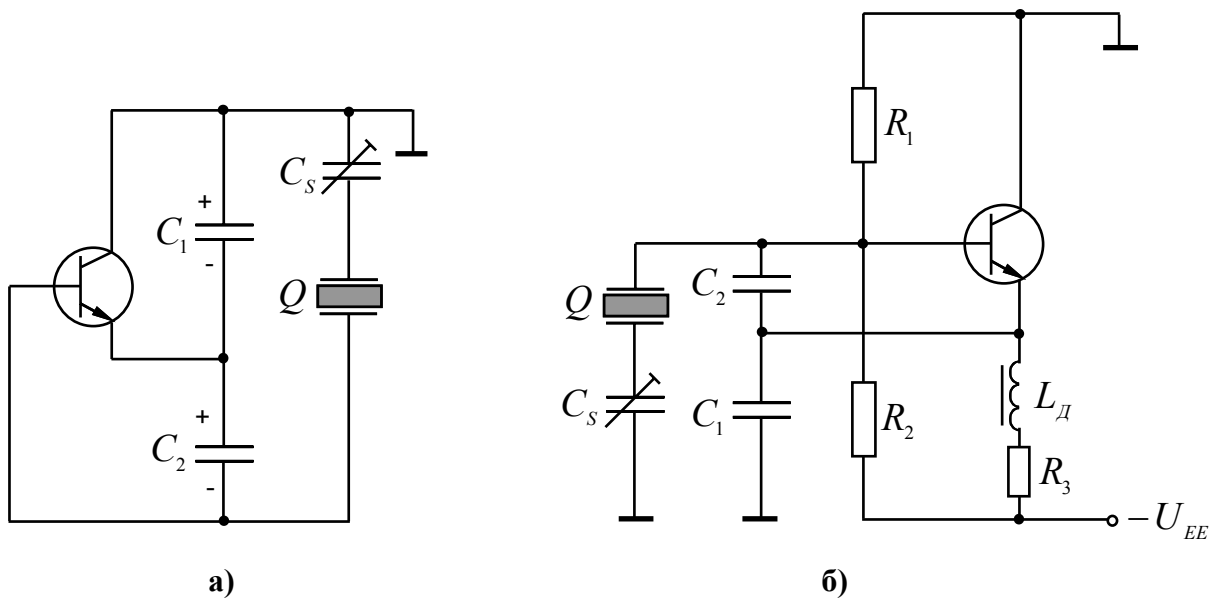 C_S
+
C_1
-
Q
+
C_2
-
а)
R_1
C_2
Q
C_S
C_1
R_2
L_Д
R_3
−U_EE
б)